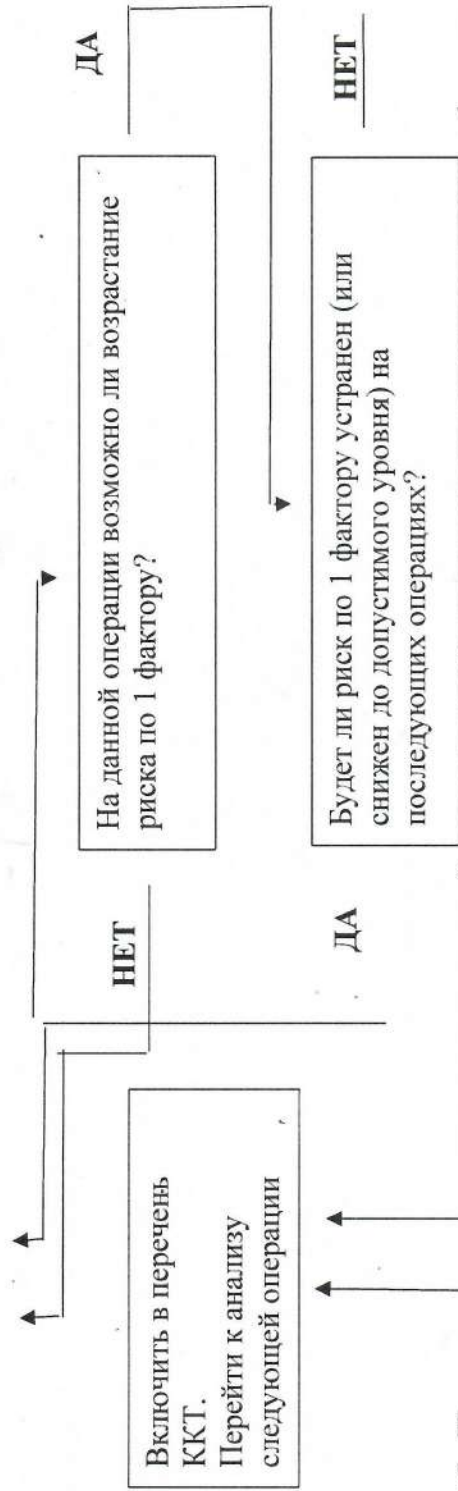 На данной операции возможно ли возрастание
риска по 1 фактору?
ДА
НЕТ
Включить в перечень
ККТ.
Перейти к анализу
следующей операции
Будет ли риск по 1 фактору устранен (или
снижен до допустимого уровня) на
последующих операциях?
НЕТ
ДА